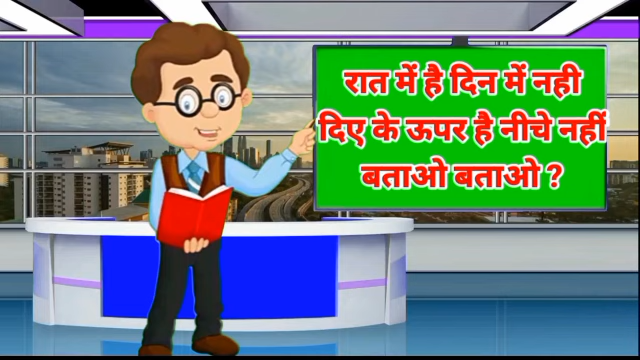 रात में है दिन में नही
दिए के ऊपर है नीचे नहीं
बताओ बताओ ?